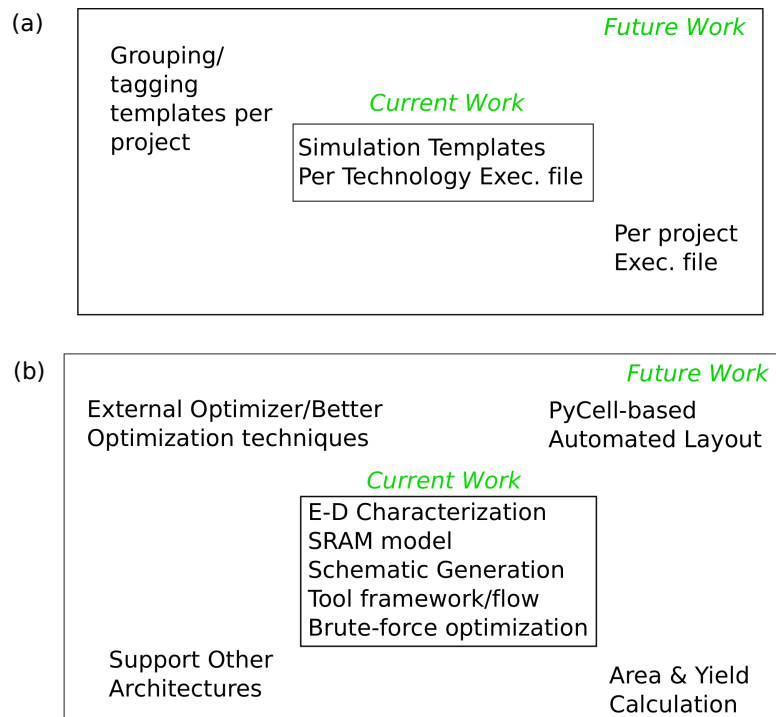 (a)
Future Work
Grouping/
tagging
templates per
project
Current Work
Simulation Templates
Per Technology Exec. file
Per project
Exec. file
(b)
Future Work
External Optimizer/Better
Optimization techniques
PyCell-based
Automated Layout
Current Work
E-D Characterization
SRAM model
Schematic Generation
Tool framework/flow
Brute-force optimization
Support Other
Architectures
Area & Yield
Calculation